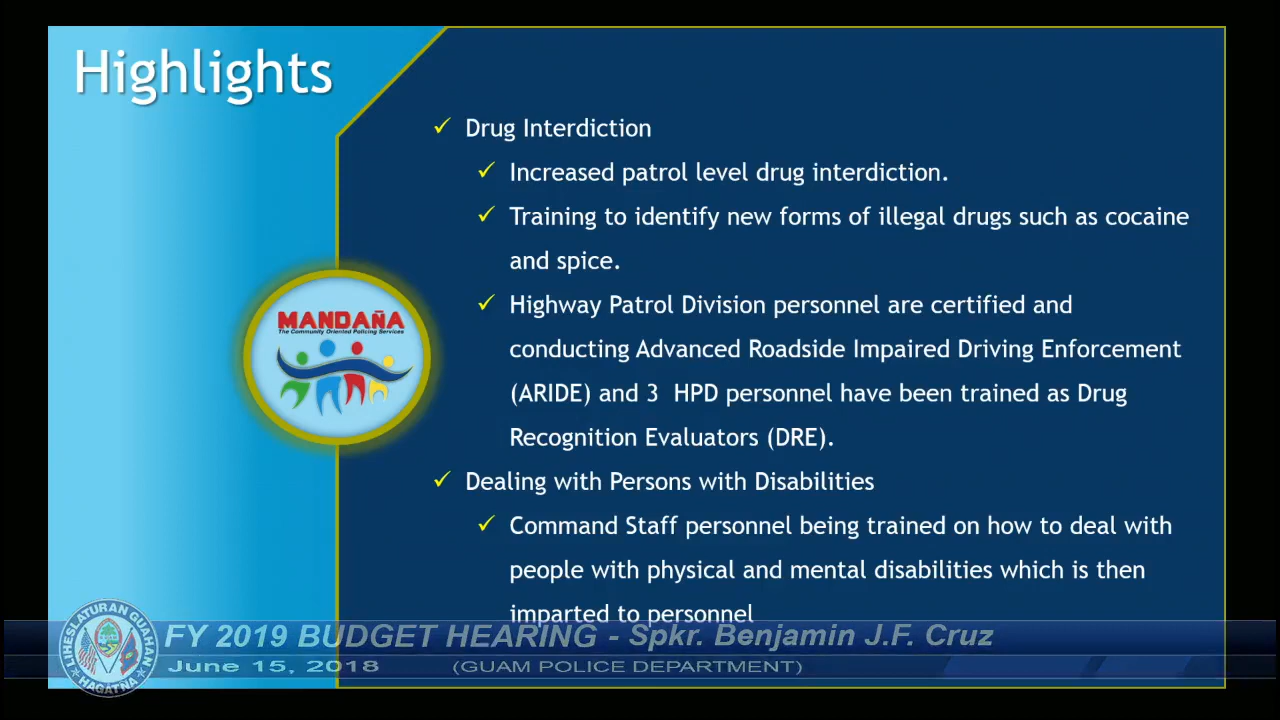 Highlights
Drug Interdiction
Increased patrol level drug interdiction.
Training to identify new forms of illegal drugs such as cocaine
and spice.
Highway Patrol Division personnel are certified and
conducting Advanced Roadside Impaired Driving Enforcement
(ARIDE) and 3 HPD personnel have been trained as Drug
Recognition Evaluators (DRE).
Dealing with Persons with Disabilities
Command Staff personnel being trained on how to deal with
people with physical and mental disabilities which is then
imparted to personnel
MANDAÑA
The Community Oriented Policing Services
FY 2019 BUDGET HEARING - Spkr. Benjamin J.F. Cruz
June 15, 2018 (GUAM POLICE DEPARTMENT)
LIHESLATURAN GUAHAN
HAGÅTÑA